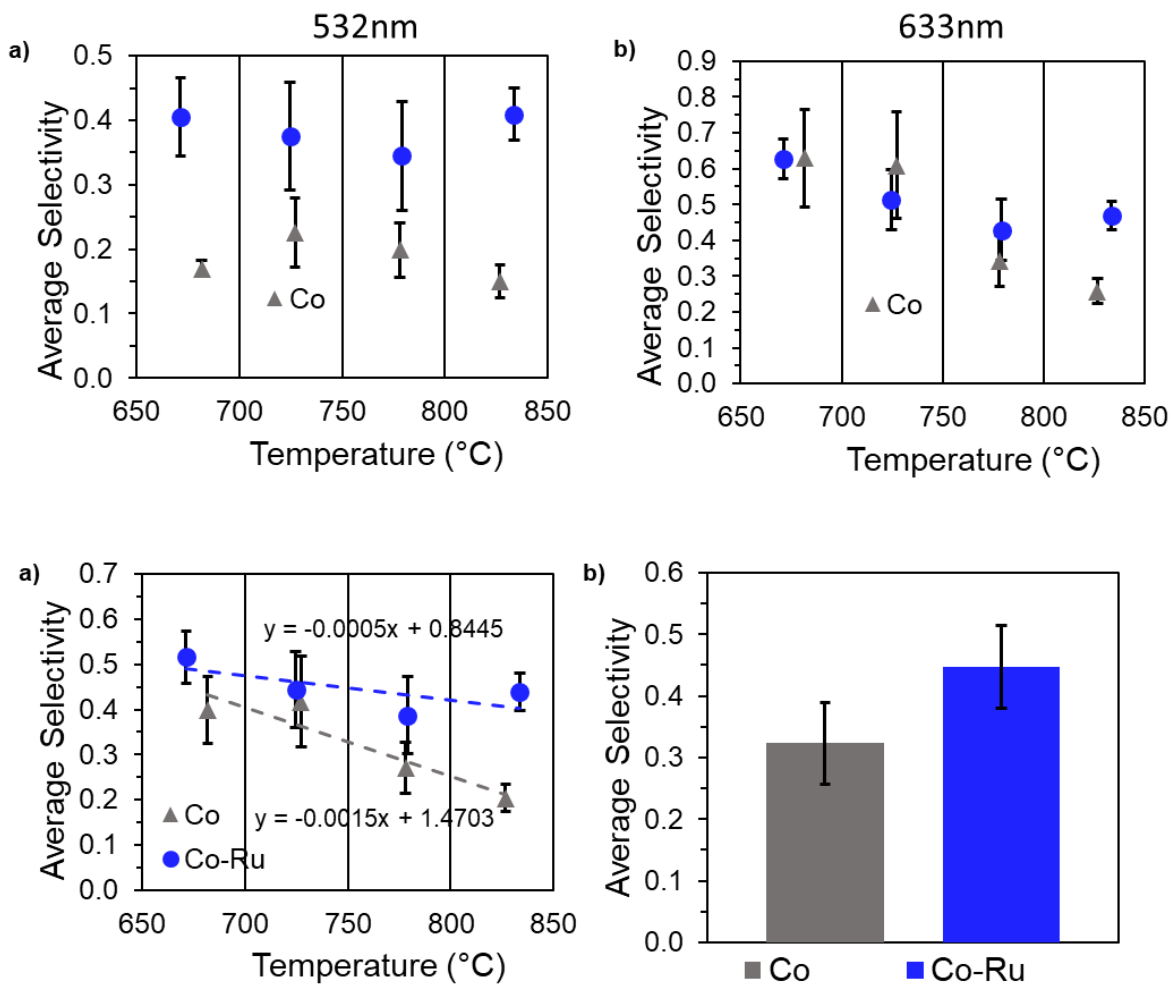 532nm
a)
Average Selectivity
0.5
0.4
0.3
0.2
0.1
0.0
Co
650 700 750 800 850
Temperature (°C)
633nm
b)
Average Selectivity
0.9
0.8
0.7
0.6
0.5
0.4
0.3
0.2
0.1
0.0
Co
650 700 750 800 850
Temperature (°C)
a)
Average Selectivity
0.7
0.6
0.5
0.4
0.3
0.2
0.1
0.0
y = -0.0005x + 0.8445
y = -0.0015x + 1.4703
Co
Co-Ru
650 700 750 800 850
Temperature (°C)
b)
Average Selectivity
0.6
0.5
0.4
0.3
0.2
0.1
0.0
Co Co-Ru